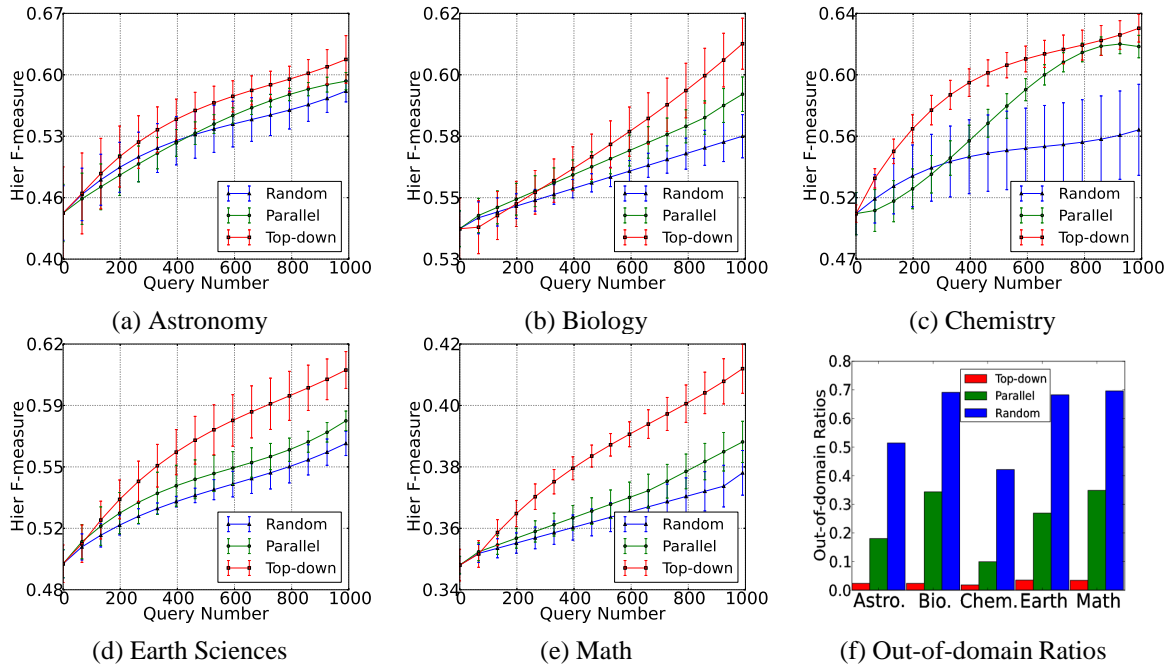 0.67
0.60
0.53
0.46
0.40
Hier F-measure
0 200 400 600 800 1000
Query Number
Random
Parallel
Top-down
(a) Astronomy
0.62
0.60
0.58
0.55
0.53
Hier F-measure
0 200 400 600 800 1000
Query Number
Random
Parallel
Top-down
(b) Biology
0.64
0.60
0.56
0.52
0.47
Hier F-measure
0 200 400 600 800 1000
Query Number
Random
Parallel
Top-down
(c) Chemistry
0.62
0.59
0.55
0.52
0.48
Hier F-measure
0 200 400 600 800 1000
Query Number
Random
Parallel
Top-down
(d) Earth Sciences
0.42
0.40
0.38
0.36
0.34
Hier F-measure
0 200 400 600 800 1000
Query Number
Random
Parallel
Top-down
(e) Math
0.8
0.7
0.6
0.5
0.4
0.3
0.2
0.1
0.0
Out-of-domain Ratios
Top-down
Parallel
Random
Astro. Bio. Chem. Earth Math
(f) Out-of-domain Ratios